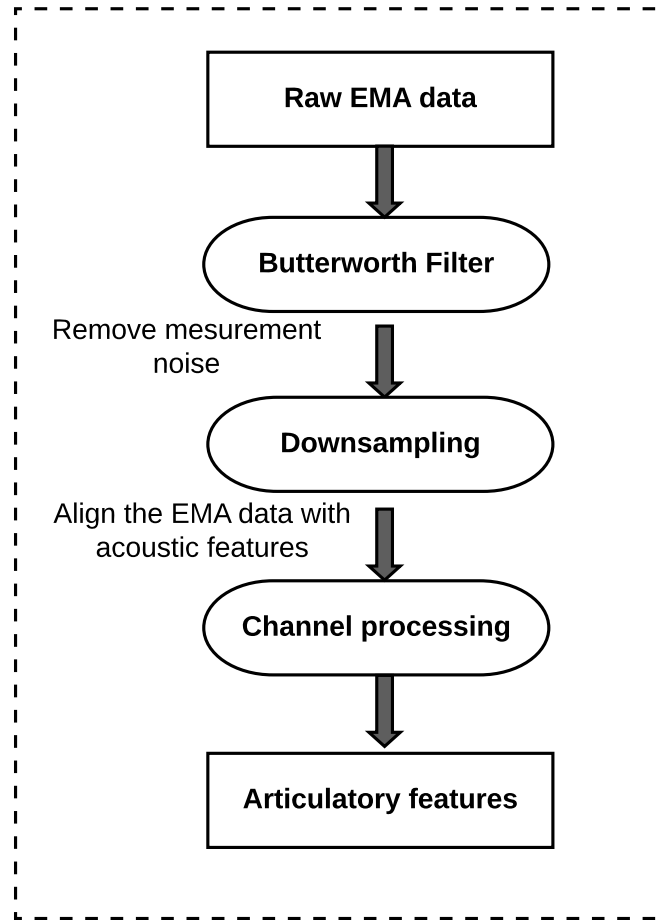 Raw EMA data
Butterworth Filter
Remove mesurement
noise
Downsampling
Align the EMA data with
acoustic features
Channel processing
Articulatory features